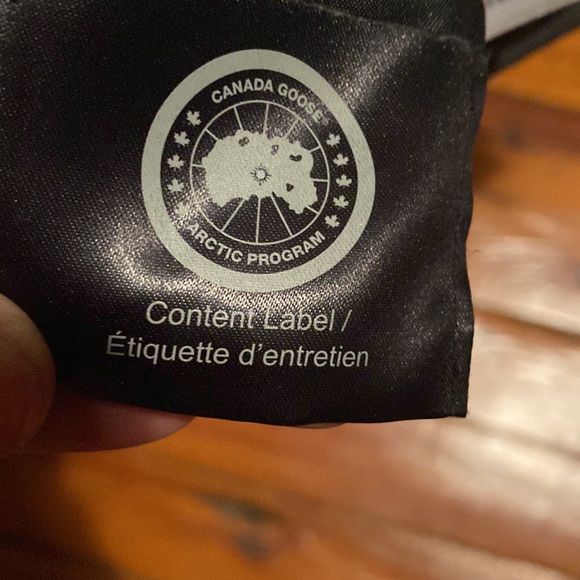 CANADA GOOSE®
ARCTIC PROGRAM
Content Label /
Étiquette d'entretien